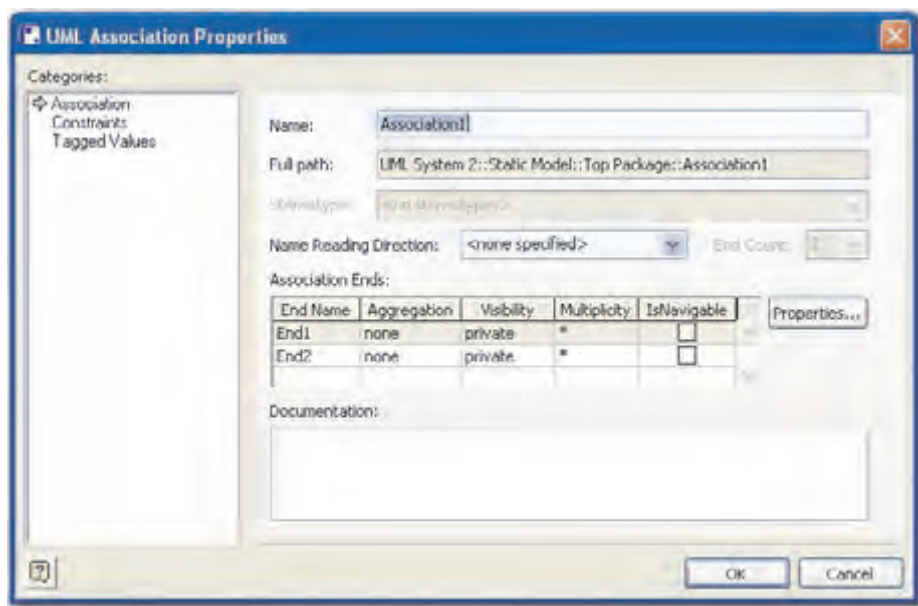 UML Association Properties
Categories:
Association
Constraints
Tagged Values
Name: Association1
Full path: UML System 2::Static Model::Top Package::Association1
Stereotype:
Name Reading Direction: <none specified> End Count: 2
Association Ends:
End Name Aggregation Visibility Multiplicity IsNavigable Properties...
End1 none private *
End2 none private *
Documentation:
OK Cancel